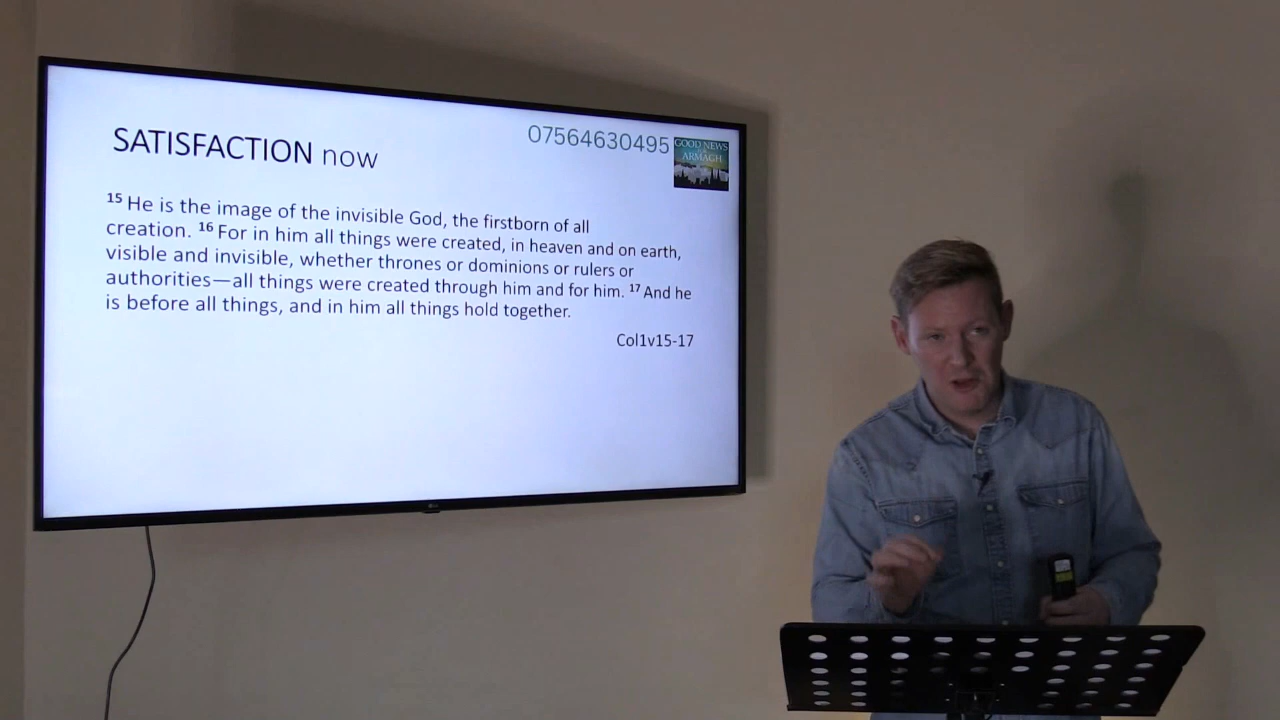 SATISFACTION now
07564630495
GOOD NEWS
ARMAGH
¹⁵ He is the image of the invisible God, the firstborn of all
creation. ¹⁶ For in him all things were created, in heaven and on earth,
visible and invisible, whether thrones or dominions or rulers or
authorities—all things were created through him and for him. ¹⁷ And he
is before all things, and in him all things hold together.
Col1v15-17